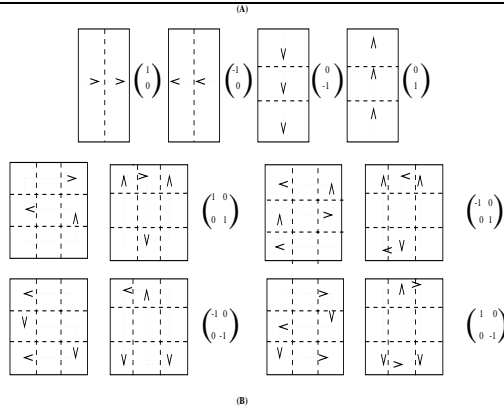 (A)
> > (1 0)
< < (-1 0)
v v v (0 -1)
^ ^ ^ (0 1)
(1 0
0 1)
(-1 0
0 1)
(-1 0
0 -1)
(1 0
0 -1)
(B)